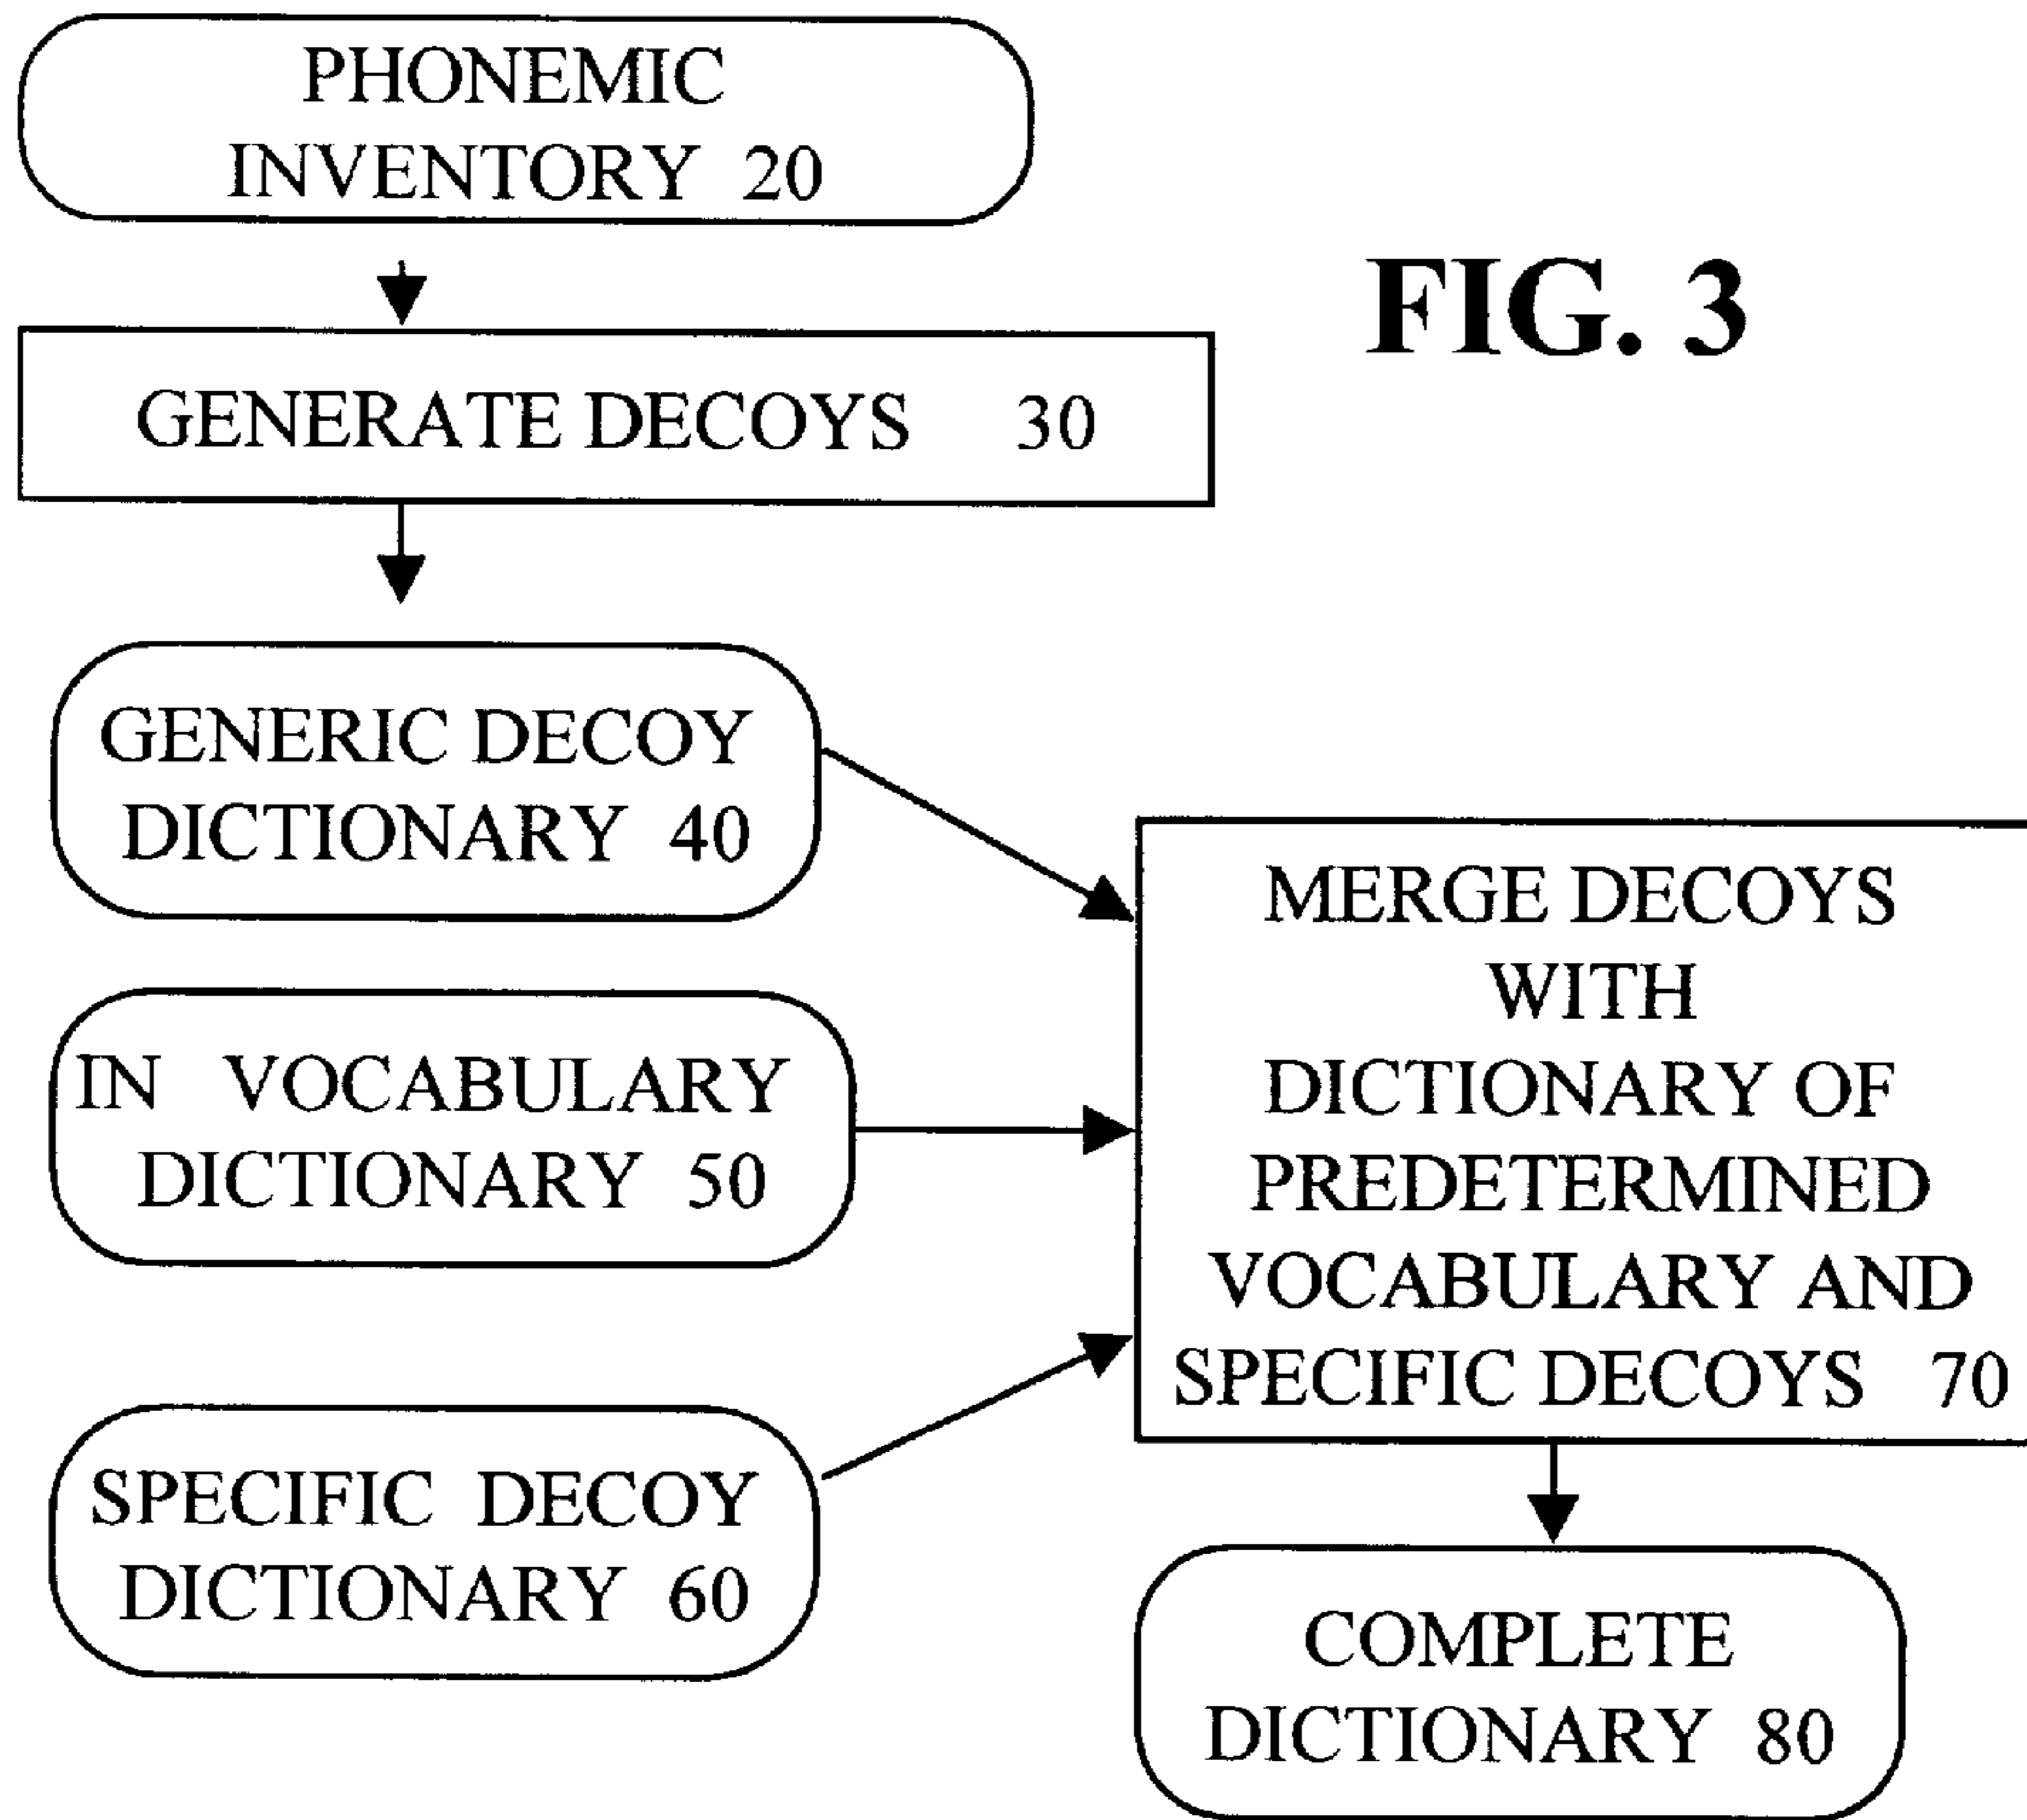 PHONEMIC
INVENTORY 20
FIG. 3
GENERATE DECOYS 30
GENERIC DECOY
DICTIONARY 40
IN VOCABULARY
DICTIONARY 50
SPECIFIC DECOY
DICTIONARY 60
MERGE DECOYS
WITH
DICTIONARY OF
PREDETERMINED
VOCABULARY AND
SPECIFIC DECOYS 70
COMPLETE
DICTIONARY 80